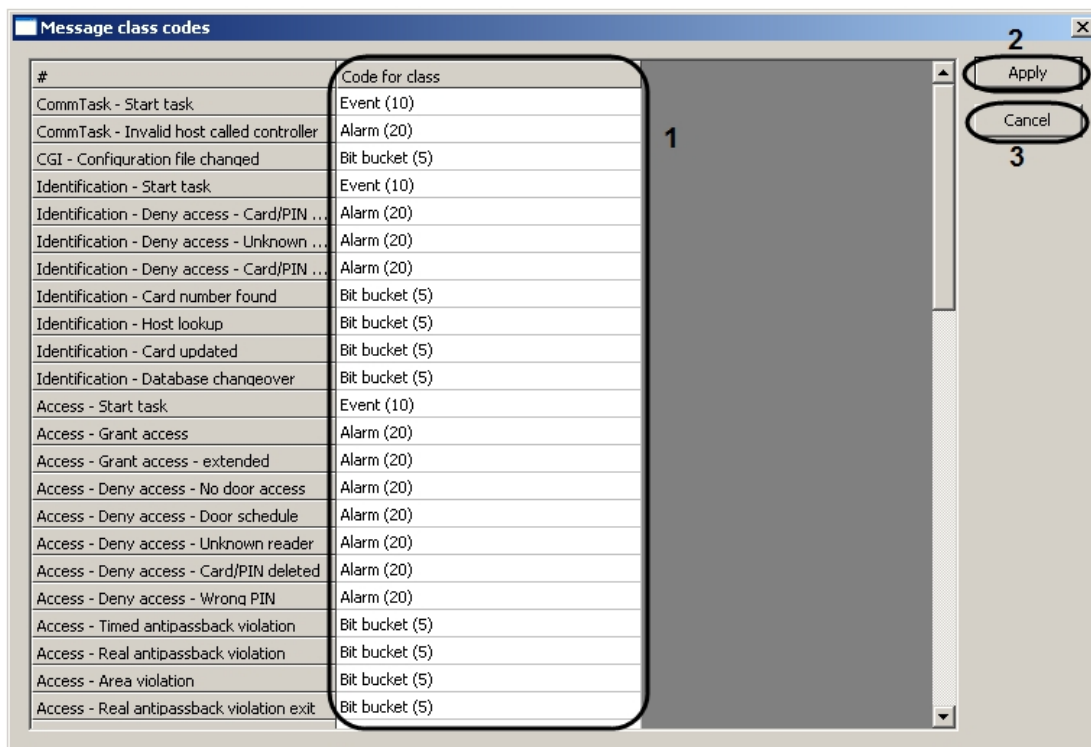 Message class codes
2
# Code for class
Apply
CommTask - Start task Event (10)
CommTask - Invalid host called controller Alarm (20)
Cancel
1
CGI - Configuration file changed Bit bucket (5)
3
Identification - Start task Event (10)
Identification - Deny access - Card/PIN ... Alarm (20)
Identification - Deny access - Unknown ... Alarm (20)
Identification - Deny access - Card/PIN ... Alarm (20)
Identification - Card number found Bit bucket (5)
Identification - Host lookup Bit bucket (5)
Identification - Card updated Bit bucket (5)
Identification - Database changeover Bit bucket (5)
Access - Start task Event (10)
Access - Grant access Alarm (20)
Access - Grant access - extended Alarm (20)
Access - Deny access - No door access Alarm (20)
Access - Deny access - Door schedule Alarm (20)
Access - Deny access - Unknown reader Alarm (20)
Access - Deny access - Card/PIN deleted Alarm (20)
Access - Deny access - Wrong PIN Alarm (20)
Access - Timed antipassback violation Bit bucket (5)
Access - Real antipassback violation Bit bucket (5)
Access - Area violation Bit bucket (5)
Access - Real antipassback violation exit Bit bucket (5)